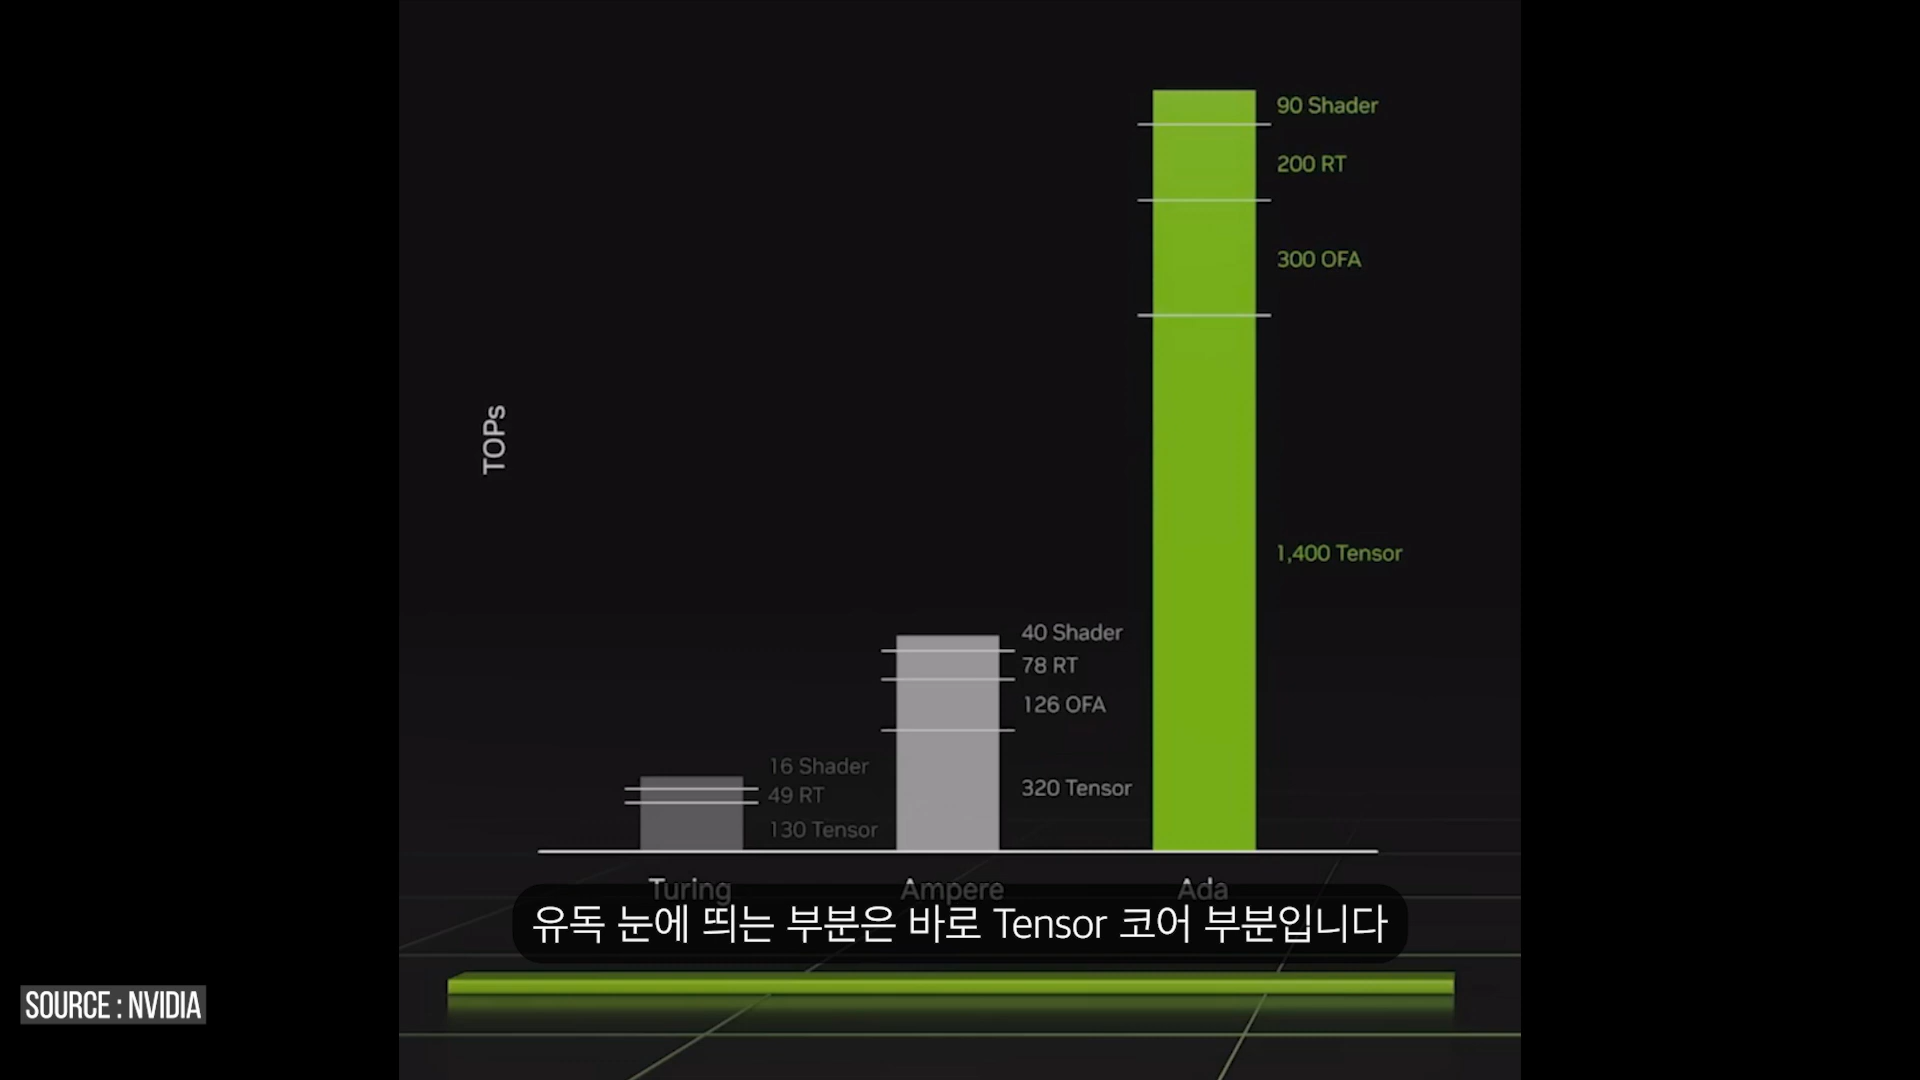 90 Shader
200 RT
300 OFA
1,400 Tensor
TOPs
40 Shader
78 RT
126 OFA
320 Tensor
16 Shader
49 RT
130 Tensor
Turing Ampere Ada
유독 눈에 띄는 부분은 바로 Tensor 코어 부분입니다
SOURCE : NVIDIA